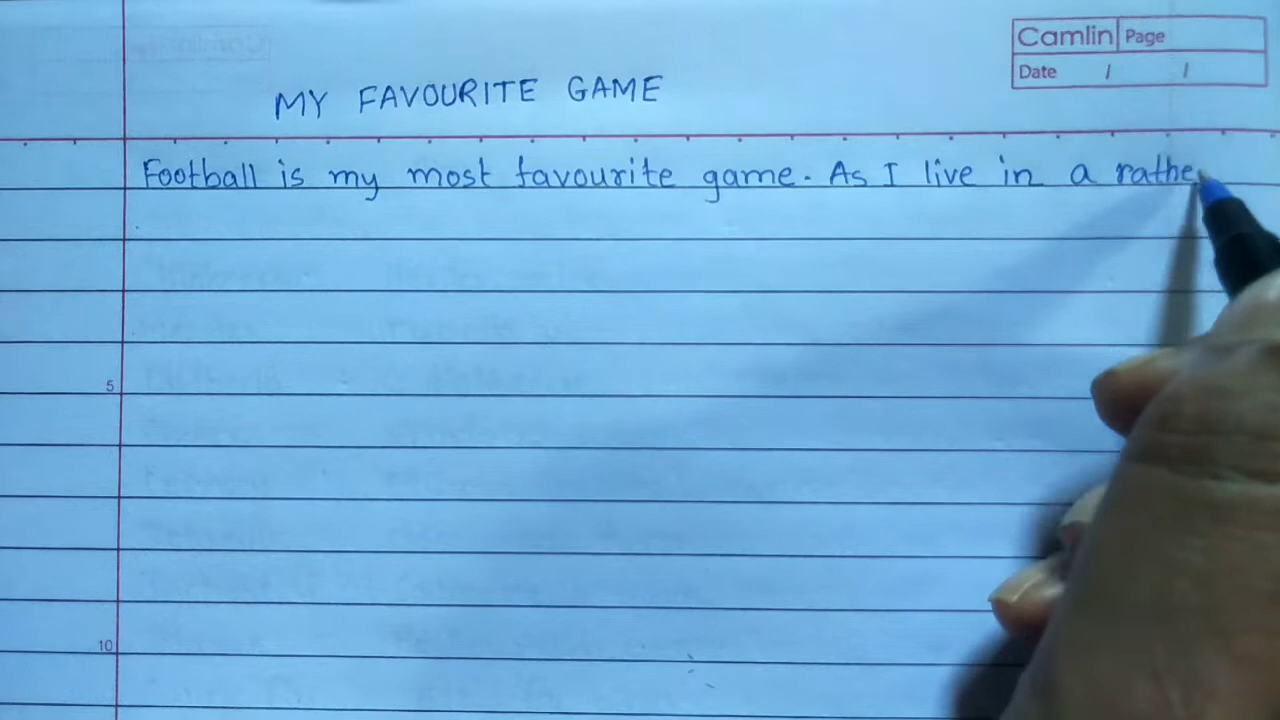 Camlin Page
Date / /
MY FAVOURITE GAME
Football is my most favourite game. As I live in a rathe
5
10